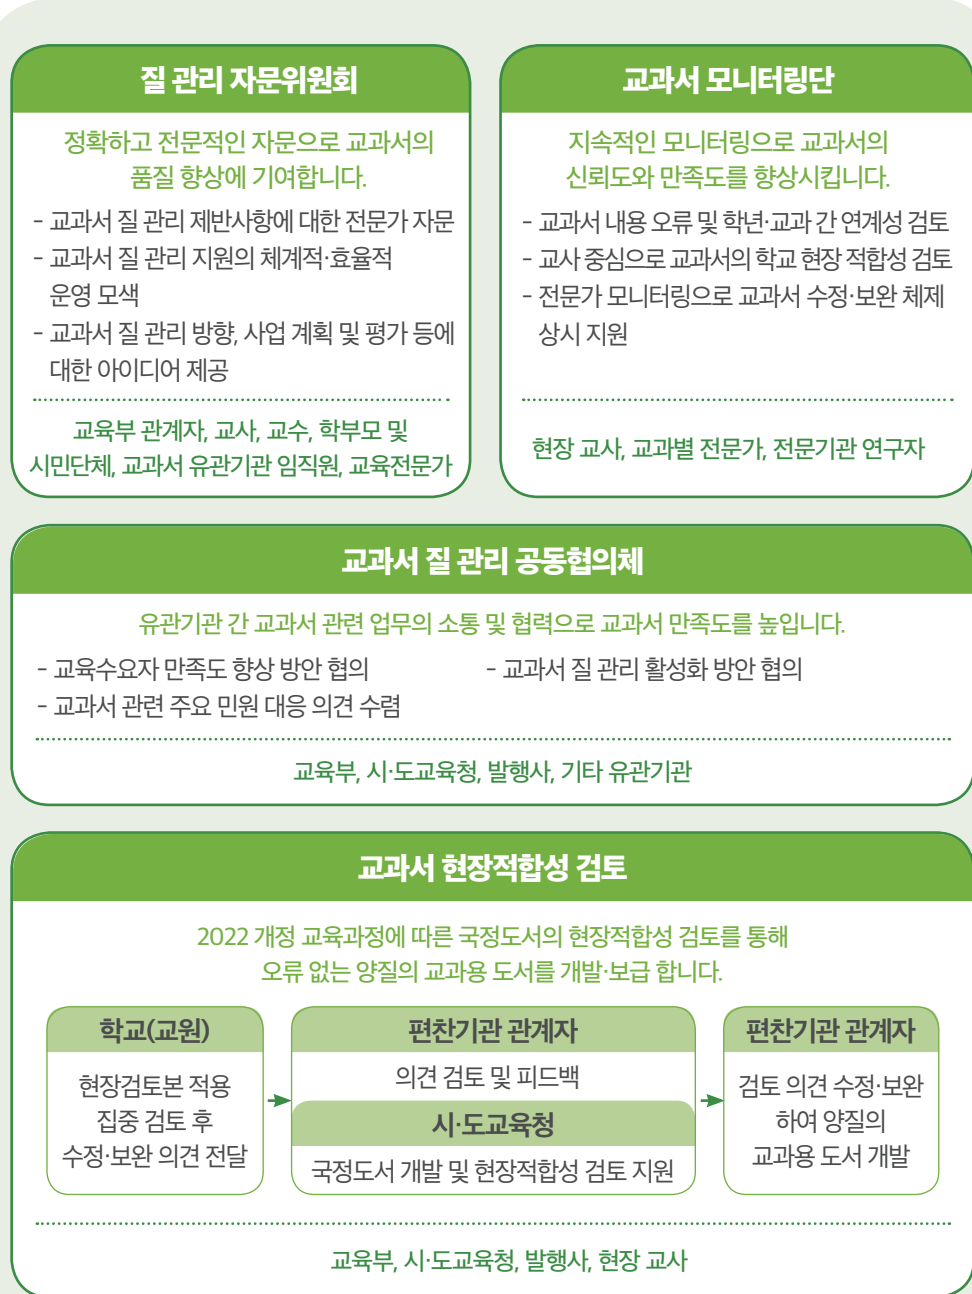 질 관리 자문위원회
정확하고 전문적인 자문으로 교과서의
품질 향상에 기여합니다.
- 교과서 질 관리 제반사항에 대한 전문가 자문
- 교과서 질 관리 지원의 체계적·효율적
운영 모색
- 교과서 질 관리 방향, 사업 계획 및 평가 등에
대한 아이디어 제공
교육부 관계자, 교사, 교수, 학부모 및
시민단체, 교과서 유관기관 임직원, 교육전문가
교과서 모니터링단
지속적인 모니터링으로 교과서의
신뢰도와 만족도를 향상시킵니다.
- 교과서 내용 오류 및 학년·교과 간 연계성 검토
- 교사 중심으로 교과서의 학교 현장 적합성 검토
- 전문가 모니터링으로 교과서 수정·보완 체제
상시 지원
현장 교사, 교과별 전문가, 전문기관 연구자
교과서 질 관리 공동협의체
유관기관 간 교과서 관련 업무의 소통 및 협력으로 교과서 만족도를 높입니다.
- 교육수요자 만족도 향상 방안 협의
- 교과서 질 관리 활성화 방안 협의
- 교과서 관련 주요 민원 대응 의견 수렴
교육부, 시·도교육청, 발행사, 기타 유관기관
교과서 현장적합성 검토
2022 개정 교육과정에 따른 국정도서의 현장적합성 검토를 통해
오류 없는 양질의 교과용 도서를 개발·보급 합니다.
학교(교원)
현장검토본 적용
집중 검토 후
수정·보완 의견 전달
편찬기관 관계자
의견 검토 및 피드백
시·도교육청
국정도서 개발 및 현장적합성 검토 지원
편찬기관 관계자
검토 의견 수정·보완
하여 양질의
교과용 도서 개발
교육부, 시·도교육청, 발행사, 현장 교사